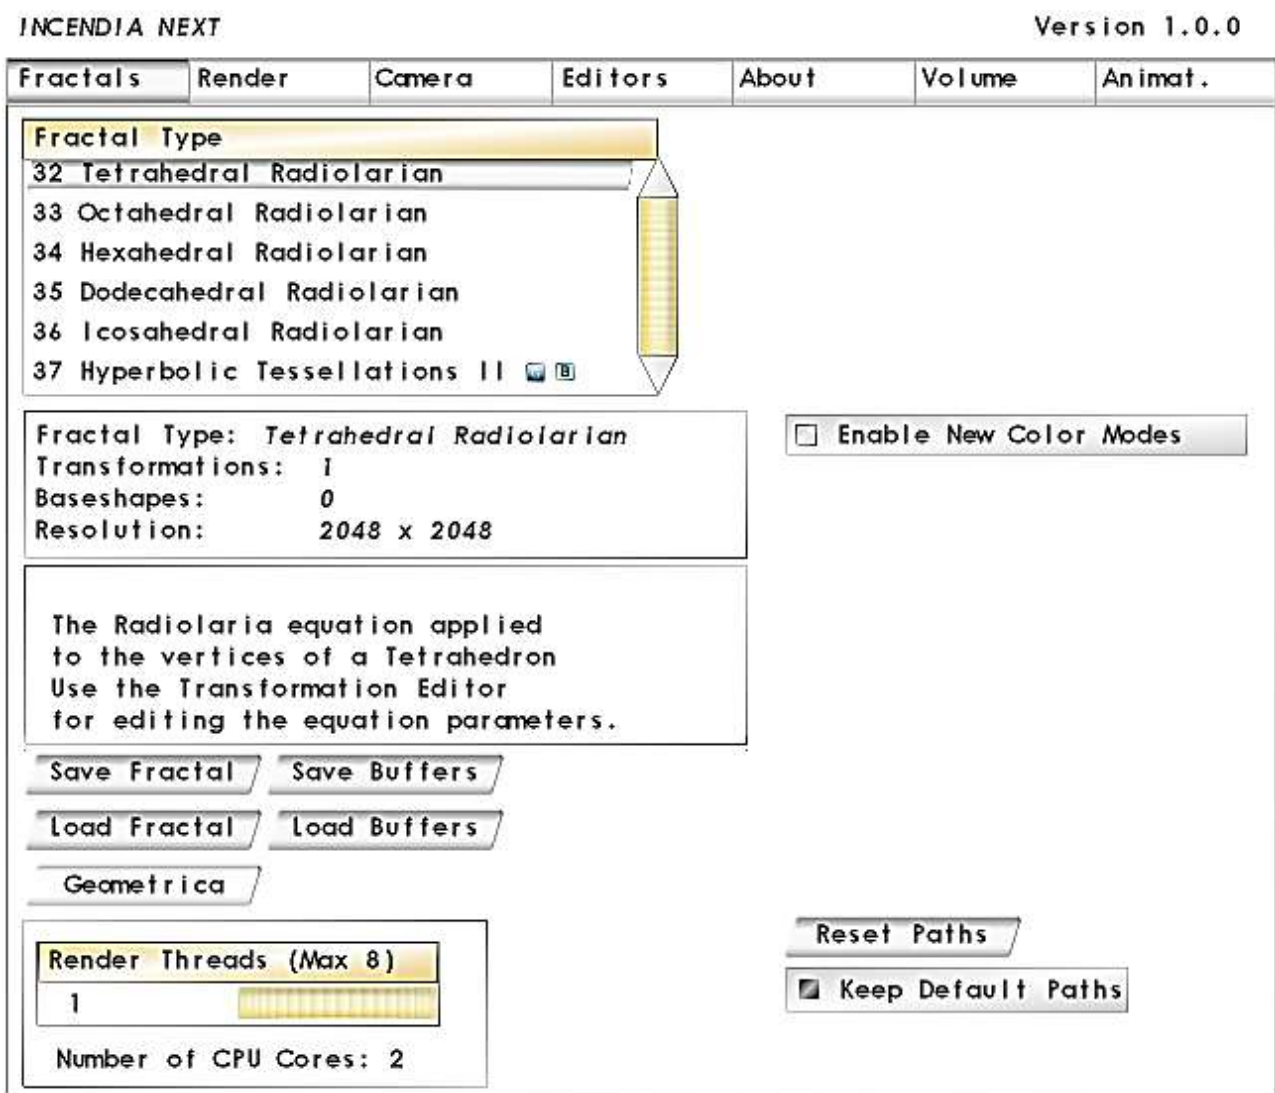 INCENDIA NEXT Version 1.0.0
Fractals Render Camera Editors About Volume Animat.
Fractal Type
32 Tetrahedral Radiolarian
33 Octahedral Radiolarian
34 Hexahedral Radiolarian
35 Dodecahedral Radiolarian
36 Icosahedral Radiolarian
37 Hyperbolic Tessellations II B
Fractal Type: Tetrahedral Radiolarian
Transformations: 1
Baseshapes: 0
Resolution: 2048 x 2048
Enable New Color Modes
The Radiolaria equation applied
to the vertices of a Tetrahedron
Use the Transformation Editor
for editing the equation parameters.
Save Fractal Save Buffers
Load Fractal Load Buffers
Geometrica
Render Threads (Max 8)
1
Number of CPU Cores: 2
Reset Paths
Keep Default Paths